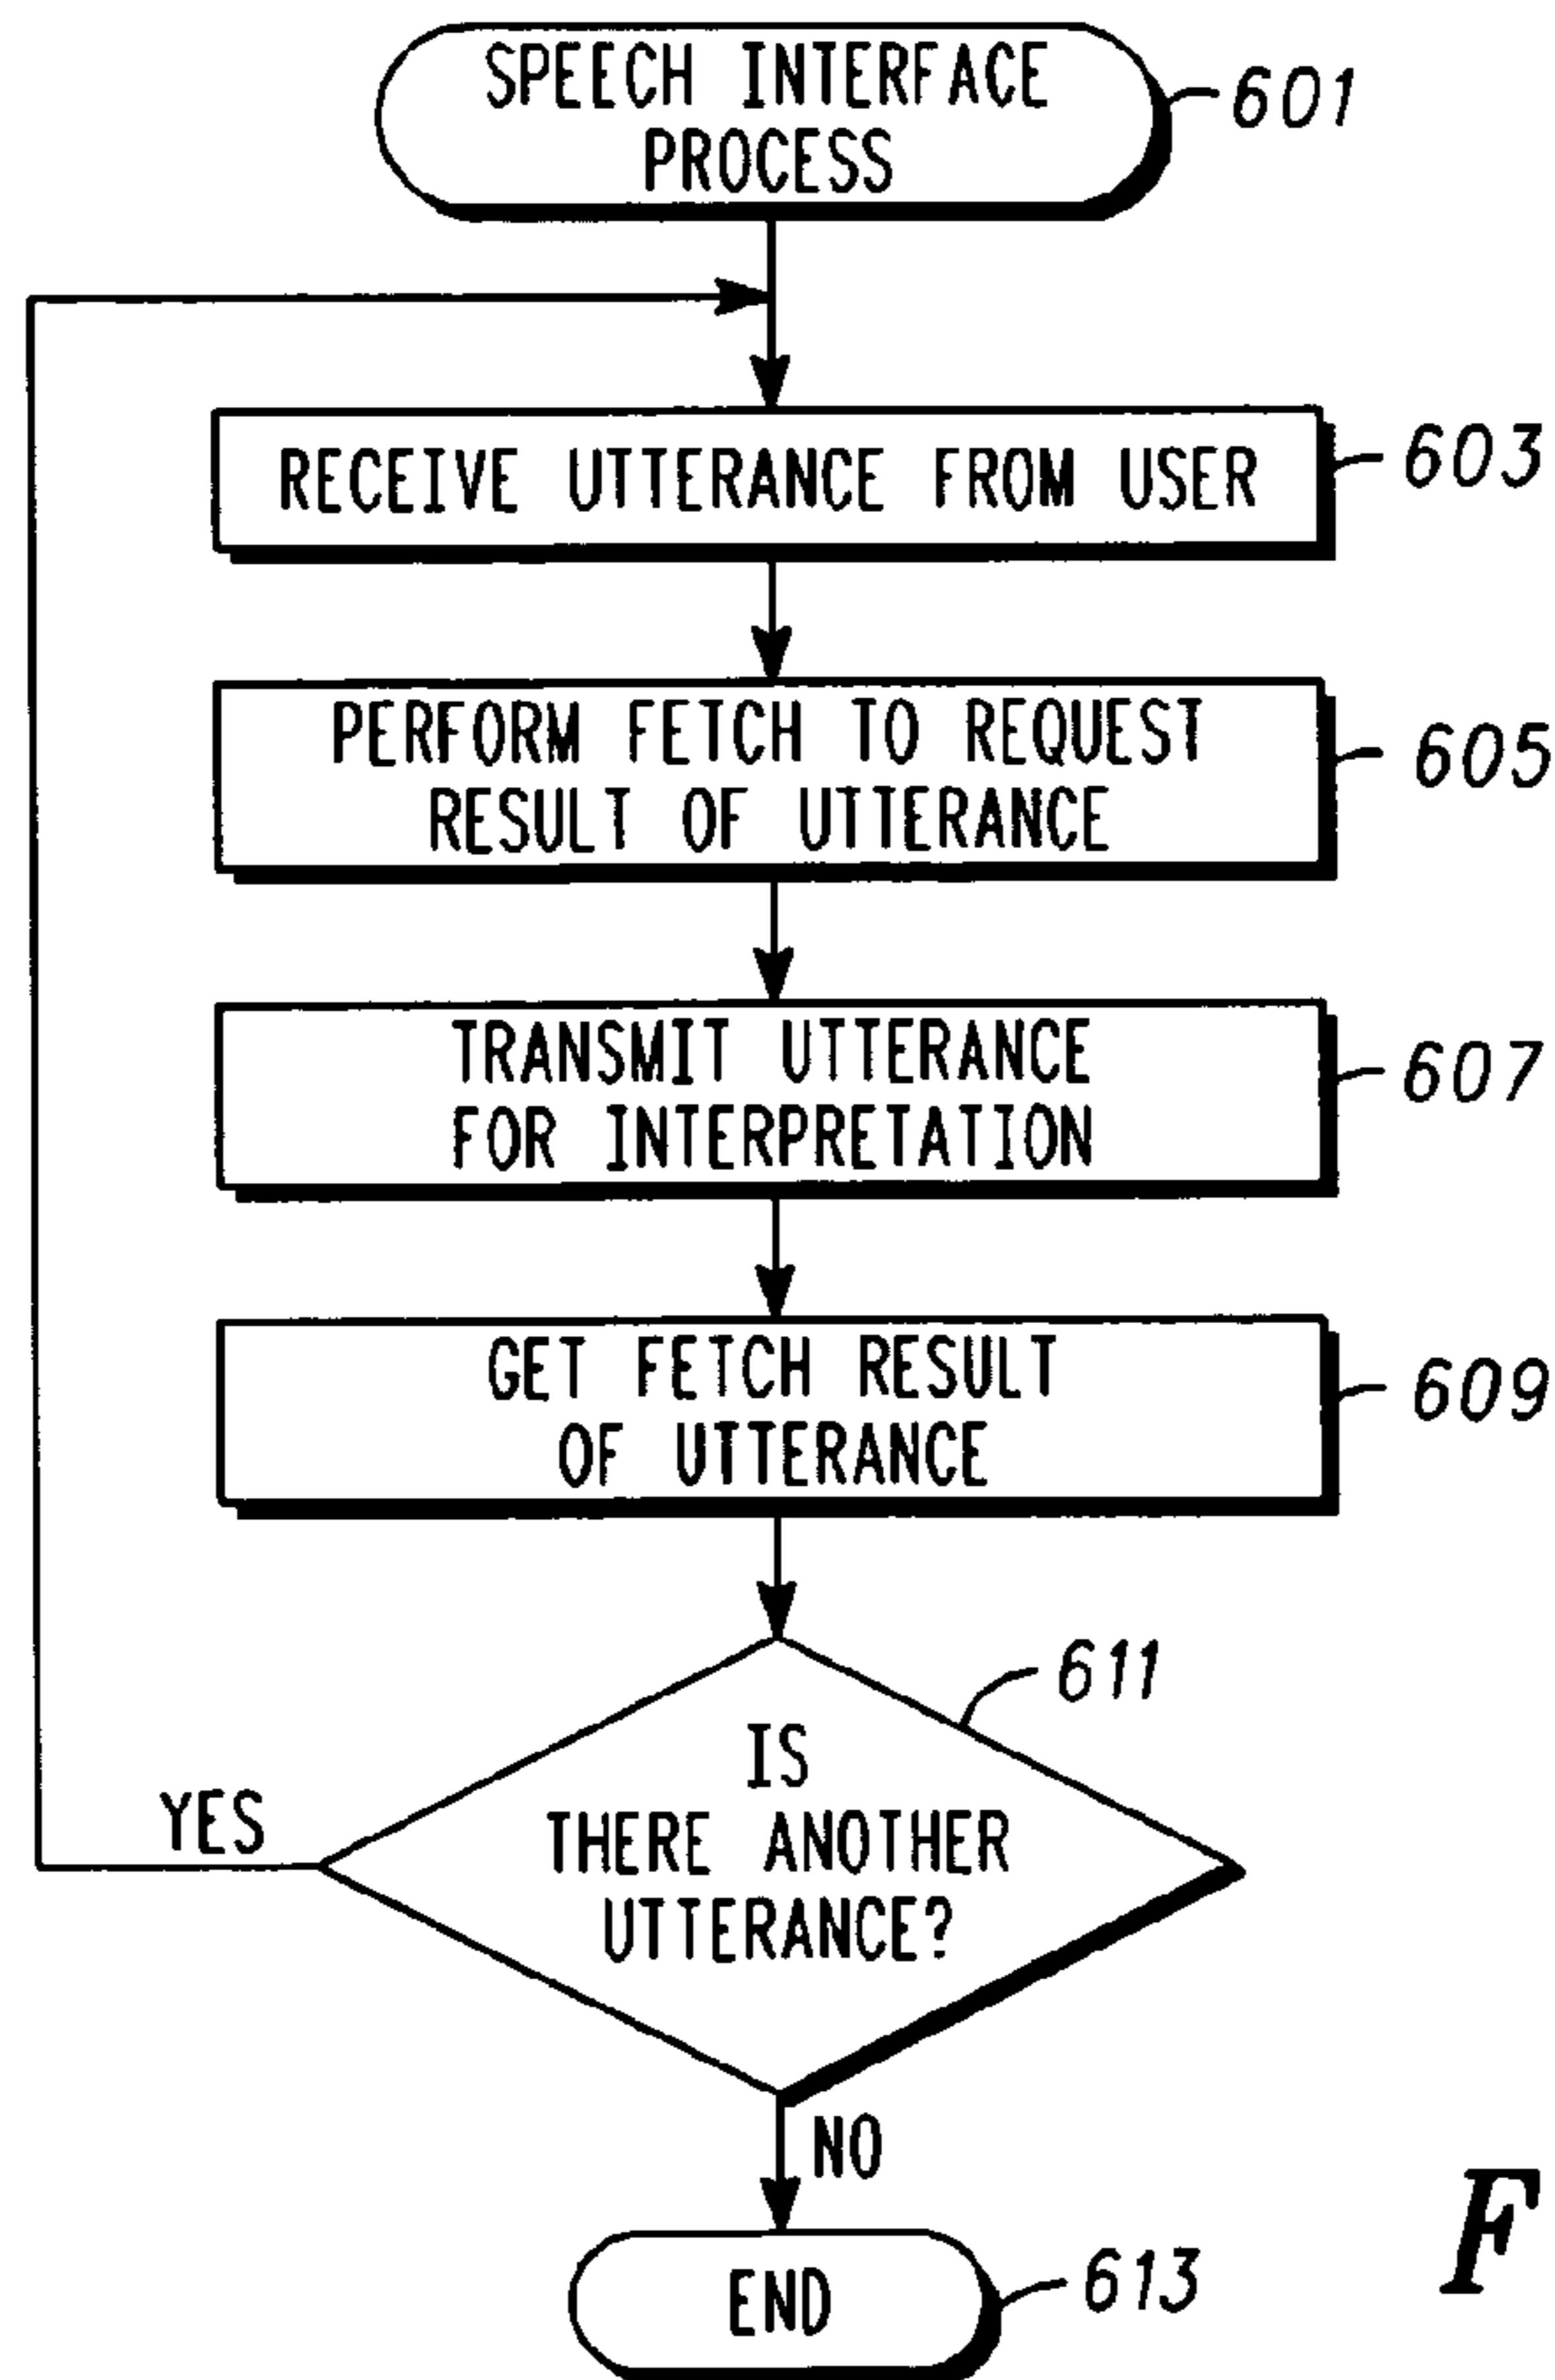 SPEECH INTERFACE
PROCESS
601
RECEIVE UTTERANCE FROM USER
603
PERFORM FETCH TO REQUEST
RESULT OF UTTERANCE
605
TRANSMIT UTTERANCE
FOR INTERPRETATION
607
GET FETCH RESULT
OF UTTERANCE
609
611
IS
THERE ANOTHER
UTTERANCE?
YES
NO
END
613
F